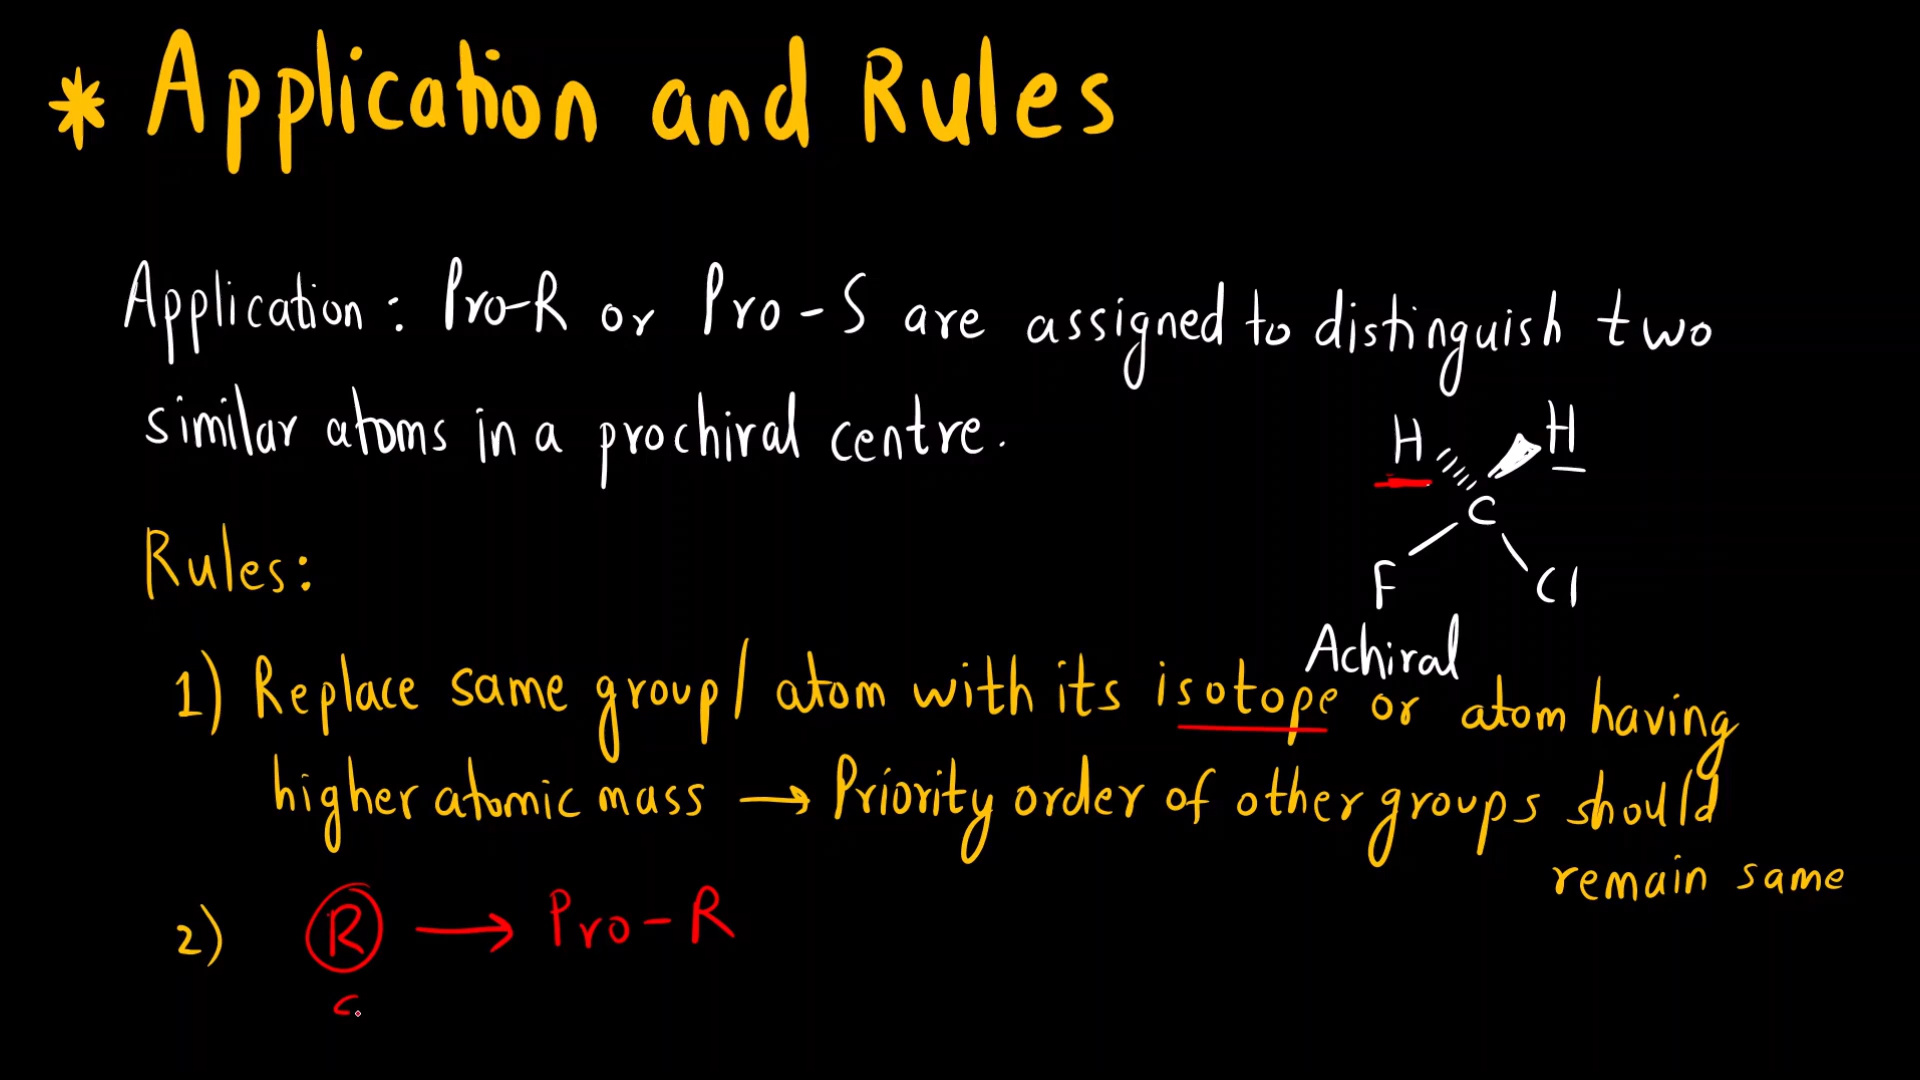 * Application and Rules
Application: Pro-R or Pro-S are assigned to distinguish two
similar atoms in a prochiral centre.
H H
C
F Cl
Achiral
Rules:
1) Replace same group/ atom with its isotope or atom having
higher atomic mass → Priority order of other groups should
remain same
2) R → Pro-R